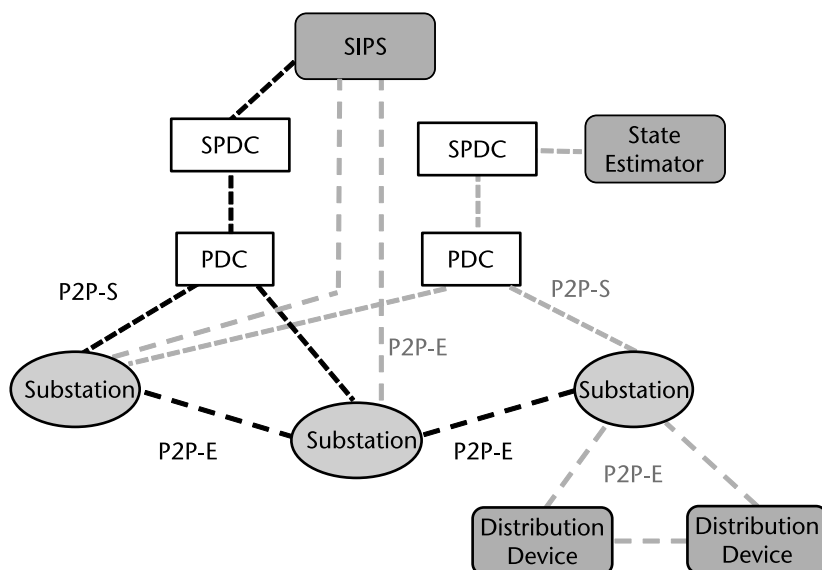 SIPS
SPDC
SPDC
State
Estimator
PDC
PDC
P2P-S
P2P-S
P2P-E
Substation
Substation
Substation
P2P-E
P2P-E
P2P-E
Distribution
Device
Distribution
Device